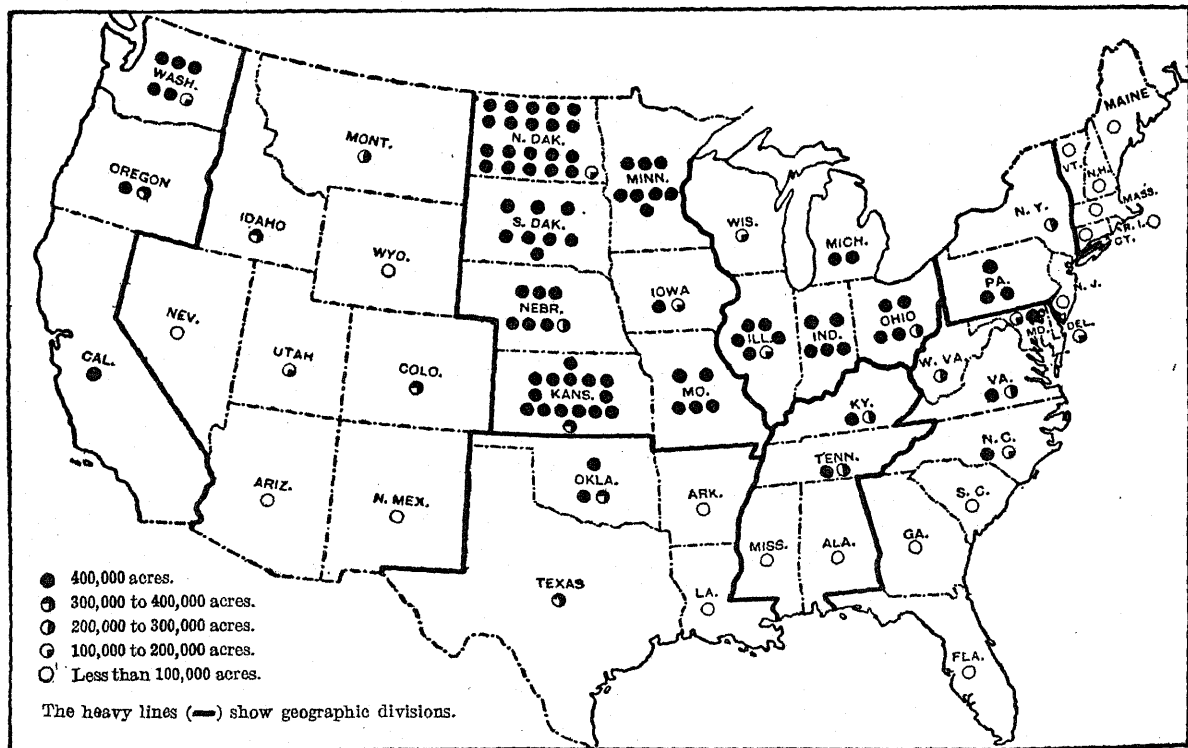 WASH.
OREGON
CAL.
NEV.
IDAHO
MONT.
WYO.
UTAH
COLO.
ARIZ.
N. MEX.
N. DAK.
S. DAK.
NEBR.
KANS.
OKLA.
TEXAS
MINN.
IOWA
MO.
ARK.
LA.
WIS.
ILL.
MICH.
IND.
OHIO
KY.
TENN.
MISS.
ALA.
GA.
FLA.
S. C.
N. C.
VA.
W. VA.
MD.
DEL.
PA.
N. J.
N. Y.
CT.
R. I.
MASS.
VT.
N.H.
MAINE
400,000 acres.
300,000 to 400,000 acres.
200,000 to 300,000 acres.
100,000 to 200,000 acres.
Less than 100,000 acres.
The heavy lines (▬) show geographic divisions.